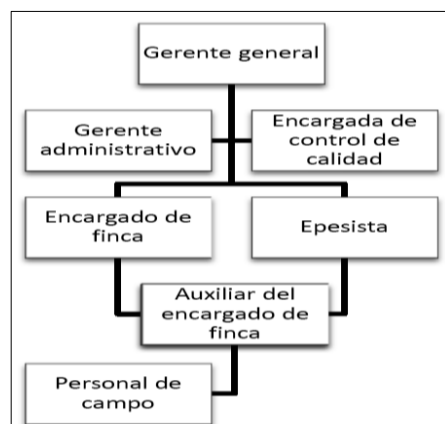 Gerente general
Gerente
administrativo
Encargada de
control de
calidad
Encargado de
finca
Epesista
Auxiliar del
encargado de
finca
Personal de
campo